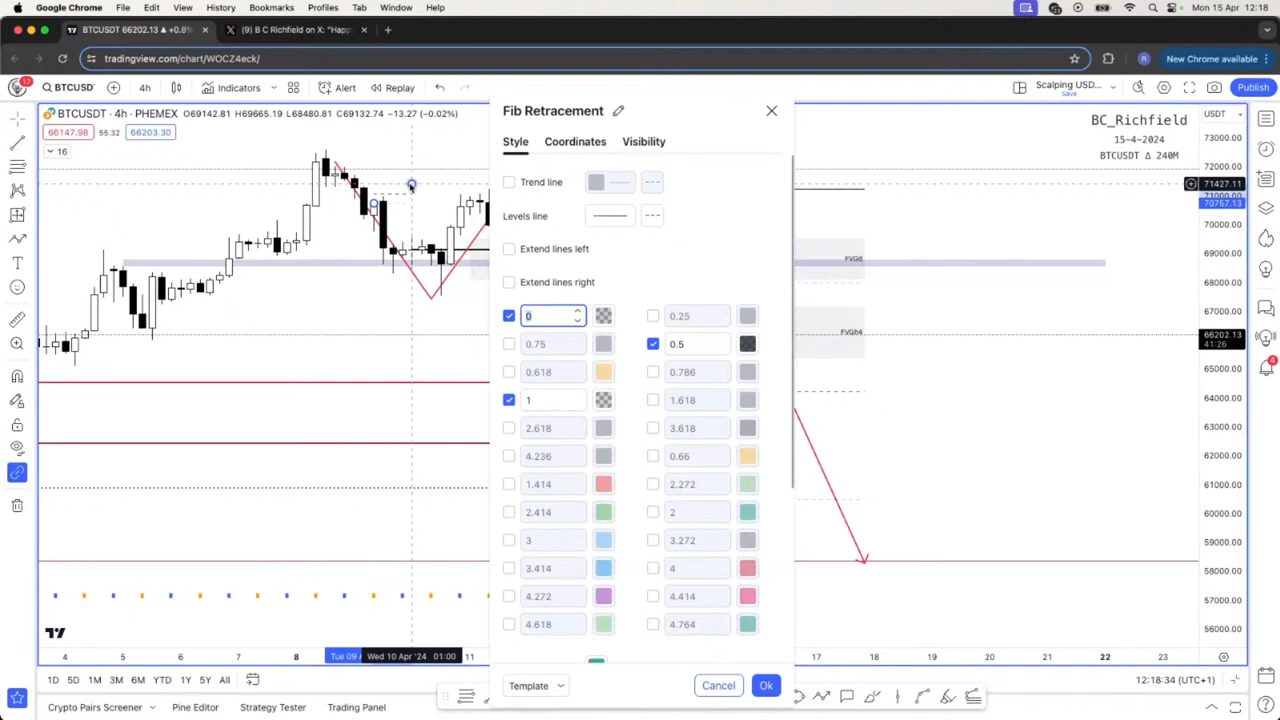 Google Chrome File Edit View History Bookmarks Profiles Tab Window Help Mon 15 Apr 12:18
BTCUSDT 66202.13 ▲ +0.8% (9) B C Richfield on X: "Happ
tradingview.com/chart/WOCZ4eck/ New Chrome available
17 BTCUSDT 4h Indicators Alert Replay Scalping USD... Save Publish
BTCUSDT · 4h · PHEMEX O69142.81 H69665.19 L68480.81 C69132.74 −13.27 (−0.02%)
66147.98 55.32 66203.30
16
BC_Richfield
15-4-2024
BTCUSDT Δ 240M
Fib Retracement
Style Coordinates Visibility
Trend line
Levels line
Extend lines left
Extend lines right
0 0.25
0.75 0.5
0.618 0.786
1 1.618
2.618 3.618
4.236 0.66
1.414 2.272
2.414 2
3 3.272
3.414 4
4.272 4.414
4.618 4.764
Template Cancel Ok
FVGd
FVGh4
USDT
73000.00
72000.00
71427.11
71000.00
70757.13
70000.00
69000.00
68000.00
67000.00
66202.13
41:26
65000.00
64000.00
63000.00
62000.00
61000.00
60000.00
59000.00
58000.00
57000.00
56000.00
4
4 5 6 7 8 Tue 09 A Wed 10 Apr '24 01:00 11 17 18 19 20 21 22 23
1D 5D 1M 3M 6M YTD 1Y 5Y All 12:18:34 (UTC+1)
Crypto Pairs Screener Pine Editor Strategy Tester Trading Panel